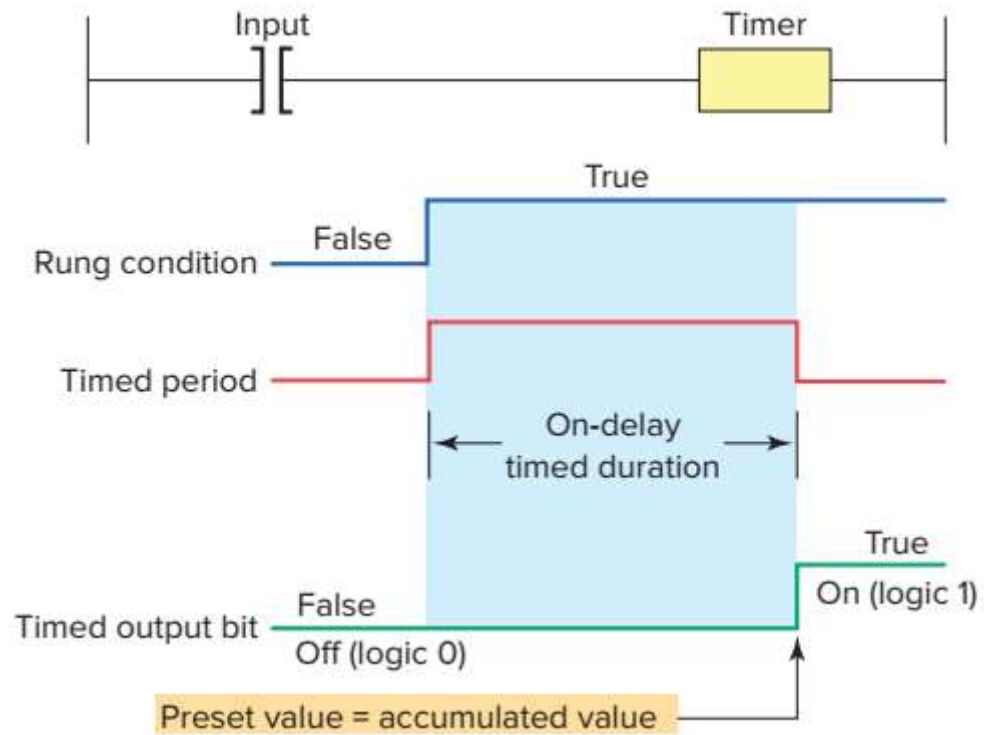 Input
Timer
True
False
Rung condition
Timed period
On-delay
timed duration
True
On (logic 1)
False
Timed output bit
Off (logic 0)
Preset value = accumulated value